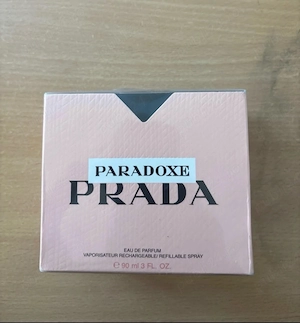 PARADOXE
PRADA
EAU DE PARFUM
VAPORISATEUR RECHARGEABLE/ REFILLABLE SPRAY
℮ 90 ml 3 FL. OZ.